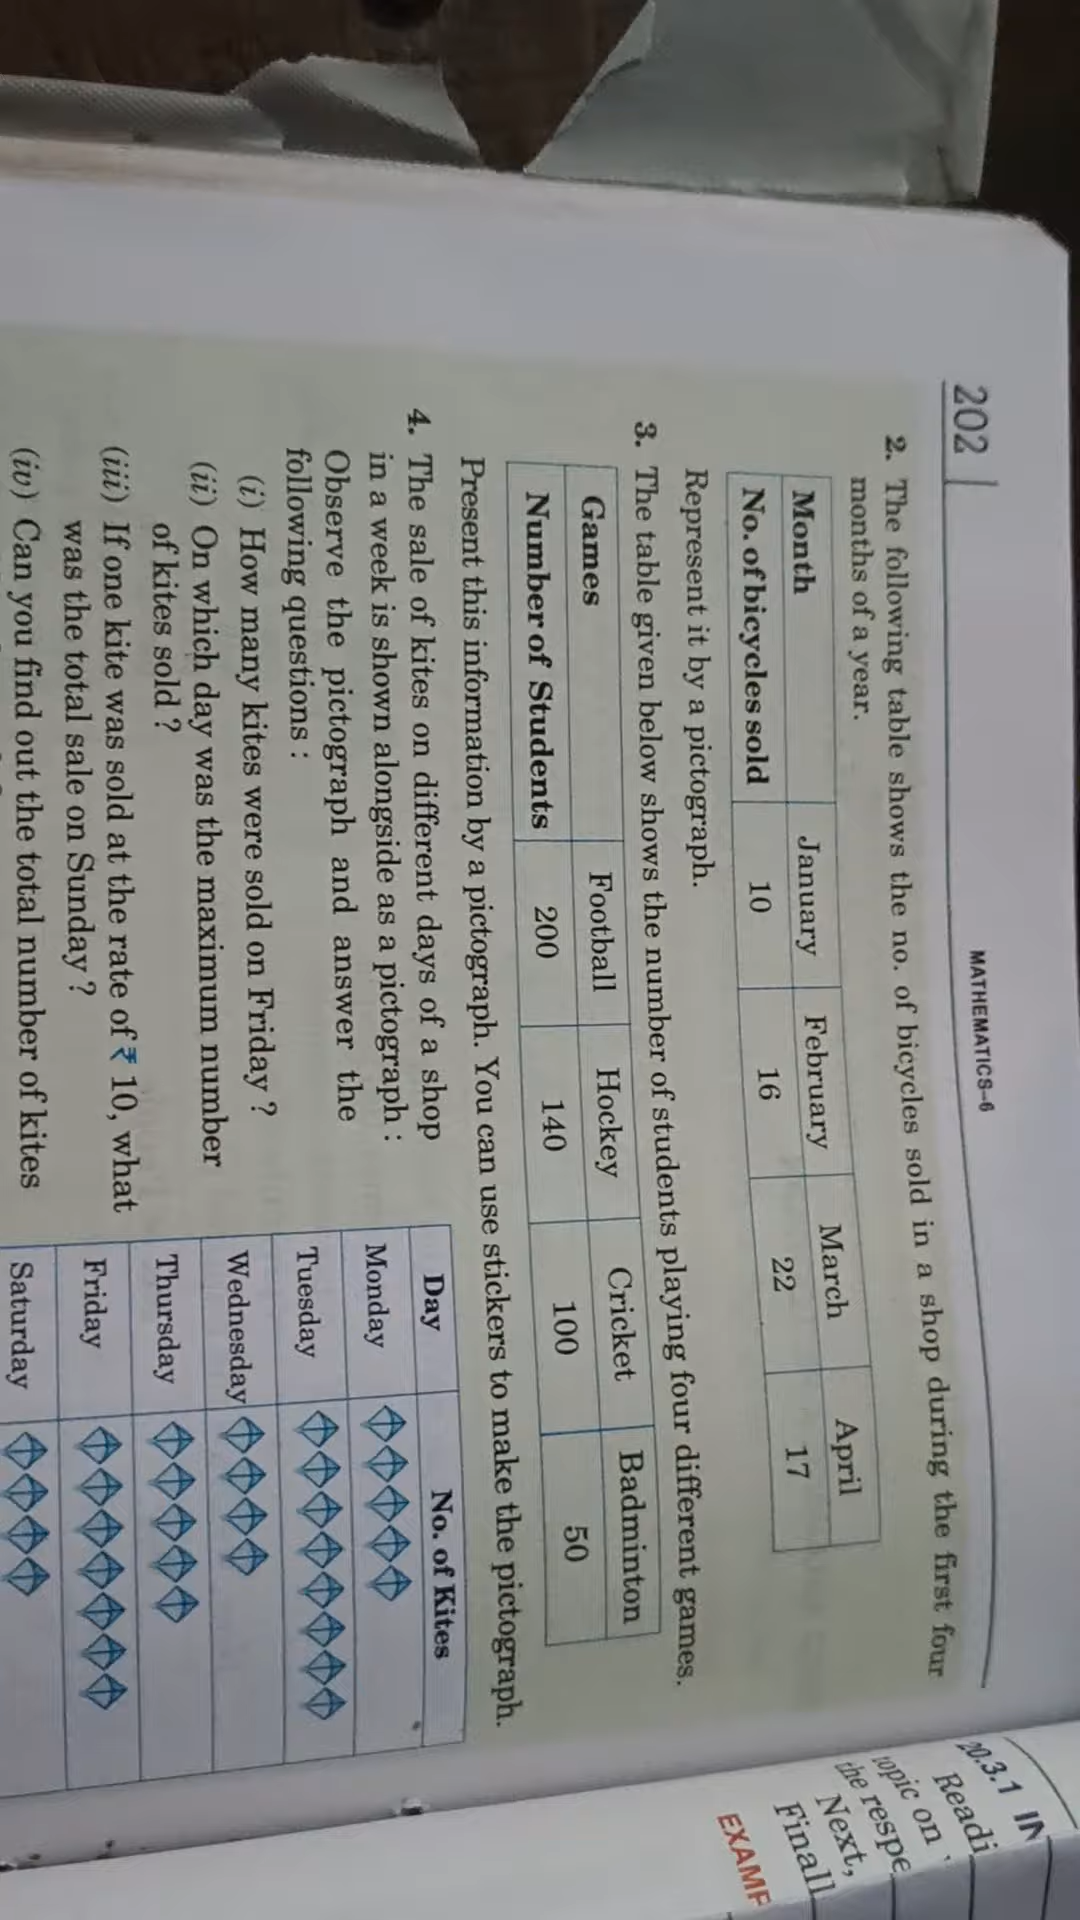 202
MATHEMATICS–6
2. The following table shows the no. of bicycles sold in a shop during the first four
months of a year.
Month January February March April
No. of bicycles sold 10 16 22 17
Represent it by a pictograph.
3. The table given below shows the number of students playing four different games.
Games Football Hockey Cricket Badminton
Number of Students 200 140 100 50
Present this information by a pictograph. You can use stickers to make the pictograph.
4. The sale of kites on different days of a shop
in a week is shown alongside as a pictograph :
Observe the pictograph and answer the
following questions :
(i) How many kites were sold on Friday ?
(ii) On which day was the maximum number
of kites sold ?
(iii) If one kite was sold at the rate of ₹ 10, what
was the total sale on Sunday ?
(iv) Can you find out the total number of kites
Day No. of Kites
Monday
Tuesday
Wednesday
Thursday
Friday
Saturday
20.3.1 IN
Readi
topic on
the respe
Next,
Finall
EXAMP